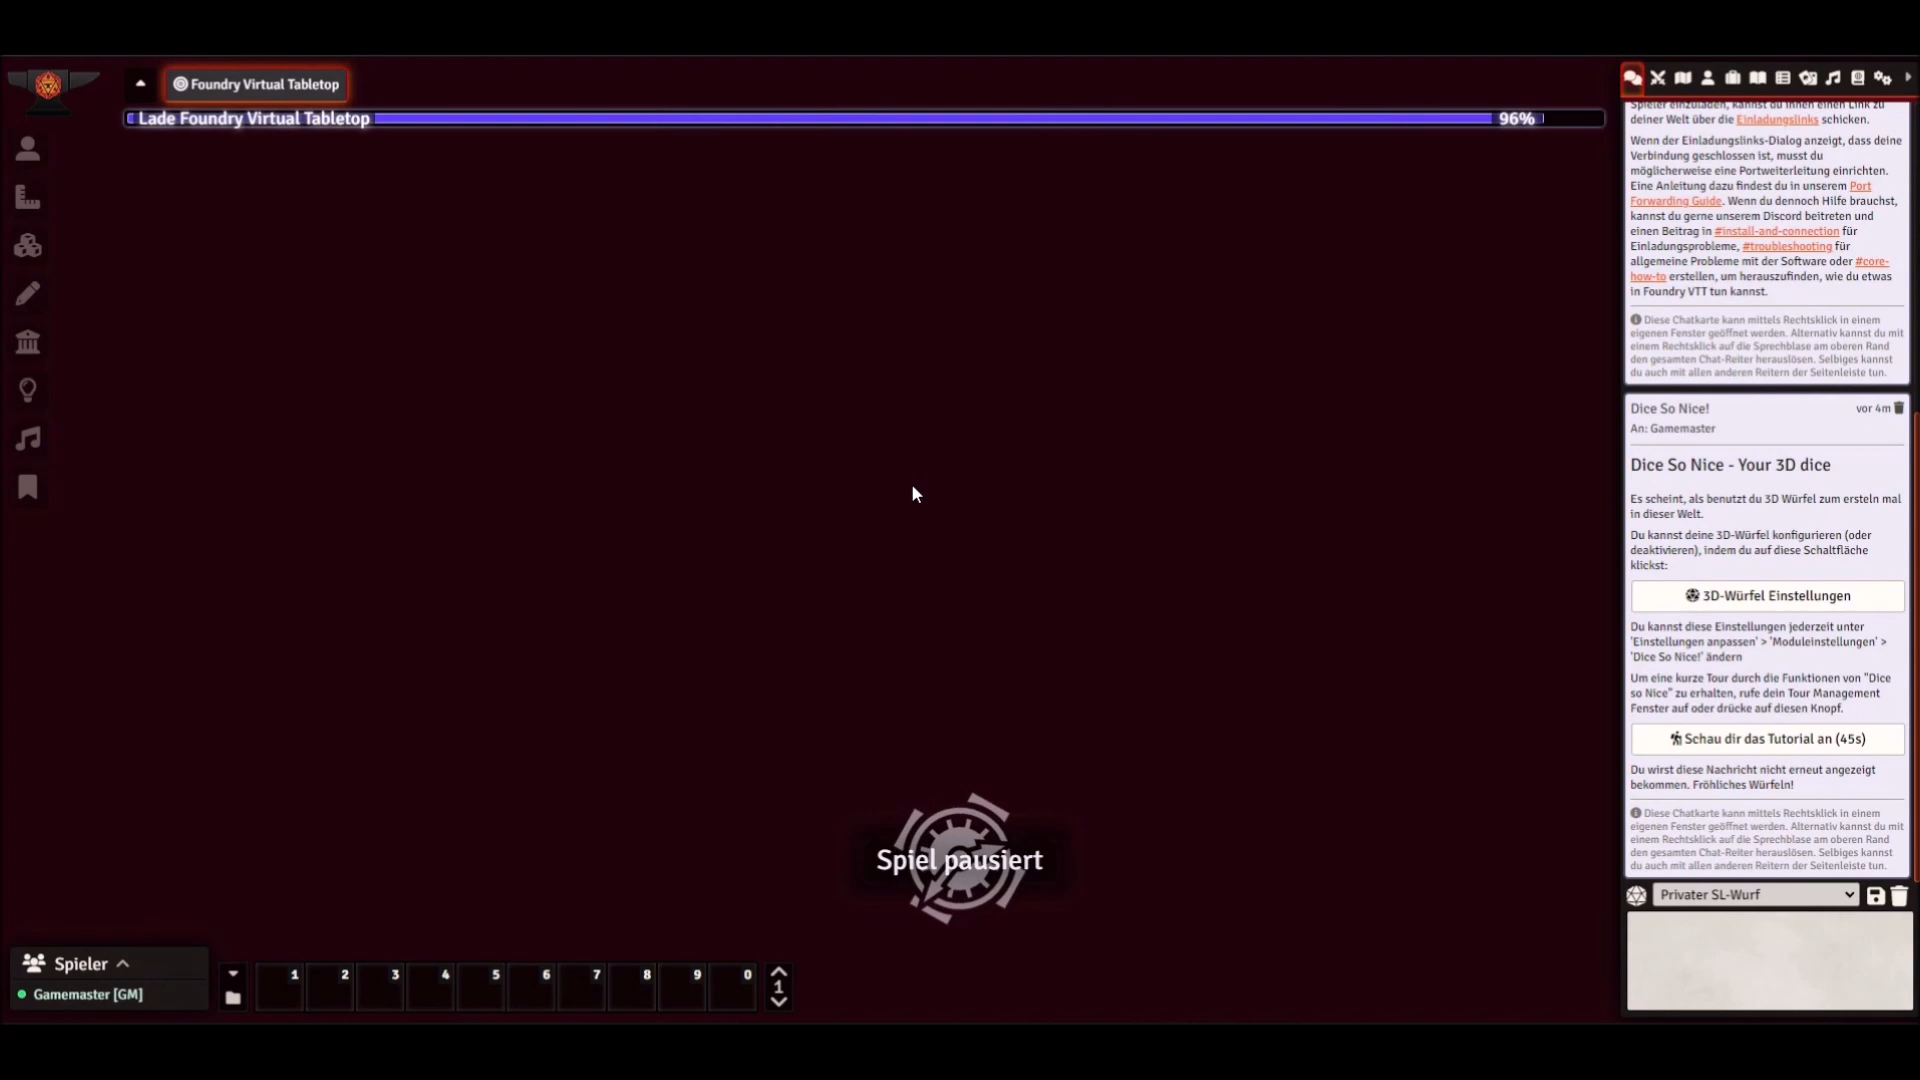 Foundry Virtual Tabletop
Lade Foundry Virtual Tabletop
96%
Spieler einzuladen, kannst du ihnen einen Link zu
deiner Welt über die Einladungslinks schicken.
Wenn der Einladungslinks-Dialog anzeigt, dass deine
Verbindung geschlossen ist, musst du
möglicherweise eine Portweiterleitung einrichten.
Eine Anleitung dazu findest du in unserem Port
Forwarding Guide. Wenn du dennoch Hilfe brauchst,
kannst du gerne unserem Discord beitreten und
einen Beitrag in #install-and-connection für
Einladungsprobleme, #troubleshooting für
allgemeine Probleme mit der Software oder #core-
how-to erstellen, um herauszufinden, wie du etwas
in Foundry VTT tun kannst.
Diese Chatkarte kann mittels Rechtsklick in einem
eigenen Fenster geöffnet werden. Alternativ kannst du mit
einem Rechtsklick auf die Sprechblase am oberen Rand
den gesamten Chat-Reiter herauslösen. Selbiges kannst
du auch mit allen anderen Reitern der Seitenleiste tun.
Dice So Nice!
vor 4m
An: Gamemaster
Dice So Nice - Your 3D dice
Es scheint, als benutzt du 3D Würfel zum ersteln mal
in dieser Welt.
Du kannst deine 3D-Würfel konfigurieren (oder
deaktivieren), indem du auf diese Schaltfläche
klickst:
3D-Würfel Einstellungen
Du kannst diese Einstellungen jederzeit unter
'Einstellungen anpassen' > 'Moduleinstellungen' >
'Dice So Nice!' ändern
Um eine kurze Tour durch die Funktionen von "Dice
so Nice" zu erhalten, rufe dein Tour Management
Fenster auf oder drücke auf diesen Knopf.
Schau dir das Tutorial an (45s)
Du wirst diese Nachricht nicht erneut angezeigt
bekommen. Fröhliches Würfeln!
Diese Chatkarte kann mittels Rechtsklick in einem
eigenen Fenster geöffnet werden. Alternativ kannst du mit
einem Rechtsklick auf die Sprechblase am oberen Rand
den gesamten Chat-Reiter herauslösen. Selbiges kannst
du auch mit allen anderen Reitern der Seitenleiste tun.
Privater SL-Wurf
Spiel pausiert
Spieler
Gamemaster [GM]
1 2 3 4 5 6 7 8 9 0
1